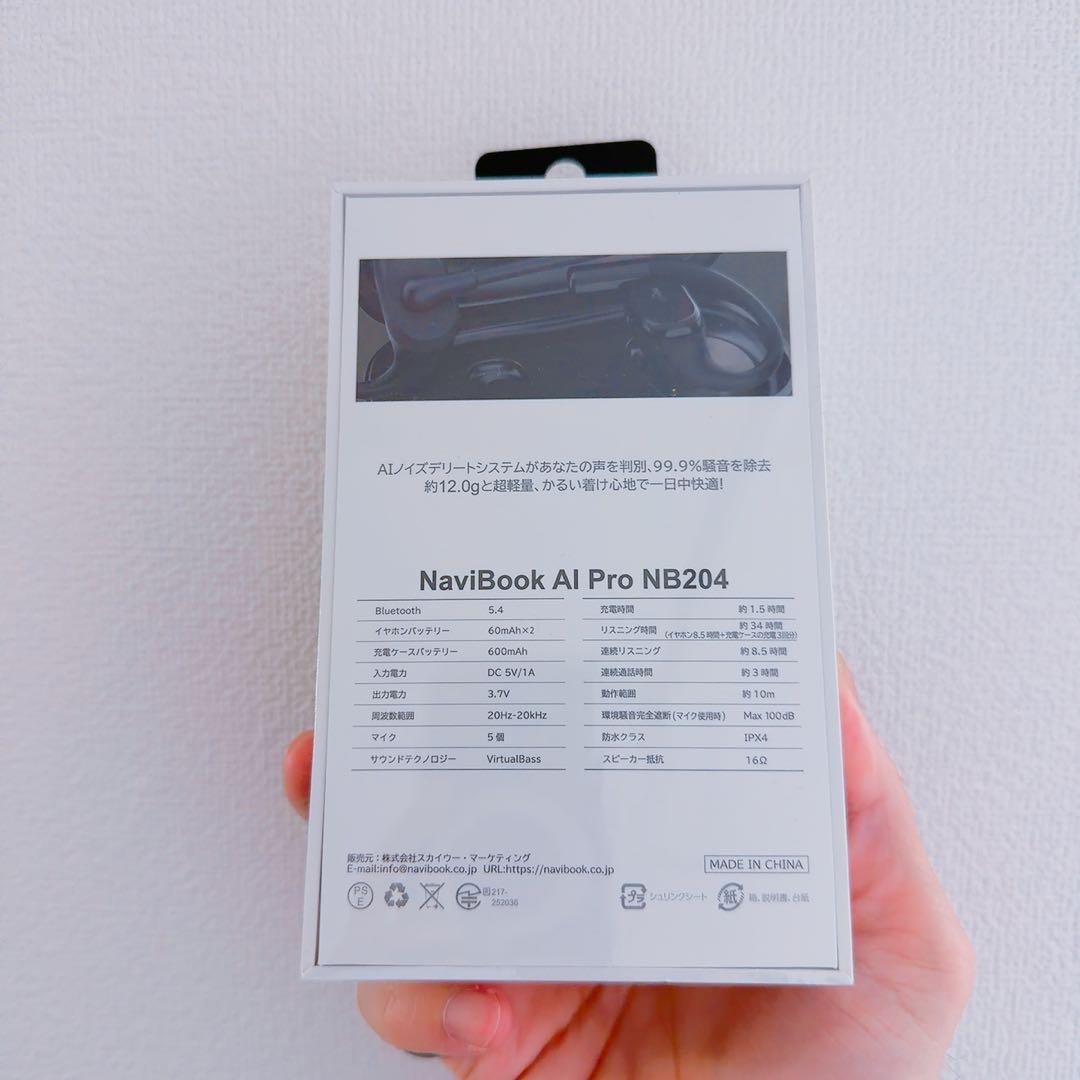 AIノイズデリートシステムがあなたの声を判別、99.9%騒音を除去
約12.0gと超軽量、かるい着け心地で一日中快適!
NaviBook AI Pro NB204
Bluetooth 5.4
イヤホンバッテリー 60mAh×2
充電ケースバッテリー 600mAh
入力電力 DC 5V/1A
出力電力 3.7V
周波数範囲 20Hz-20kHz
マイク 5個
サウンドテクノロジー VirtualBass
充電時間 約1.5時間
リスニング時間 約34時間
(イヤホン8.5時間+充電ケースの充電3回分)
連続リスニング 約8.5時間
連続通話時間 約3時間
動作範囲 約10m
環境騒音完全遮断(マイク使用時) Max 100dB
防水クラス IPX4
スピーカー抵抗 16Ω
販売元:株式会社スカイウー・マーケティング
E-mail:info@navibook.co.jp URL:https://navibook.co.jp
MADE IN CHINA
PS
E
217-
252036
プラ シュリンクシート
紙 箱、説明書、台紙